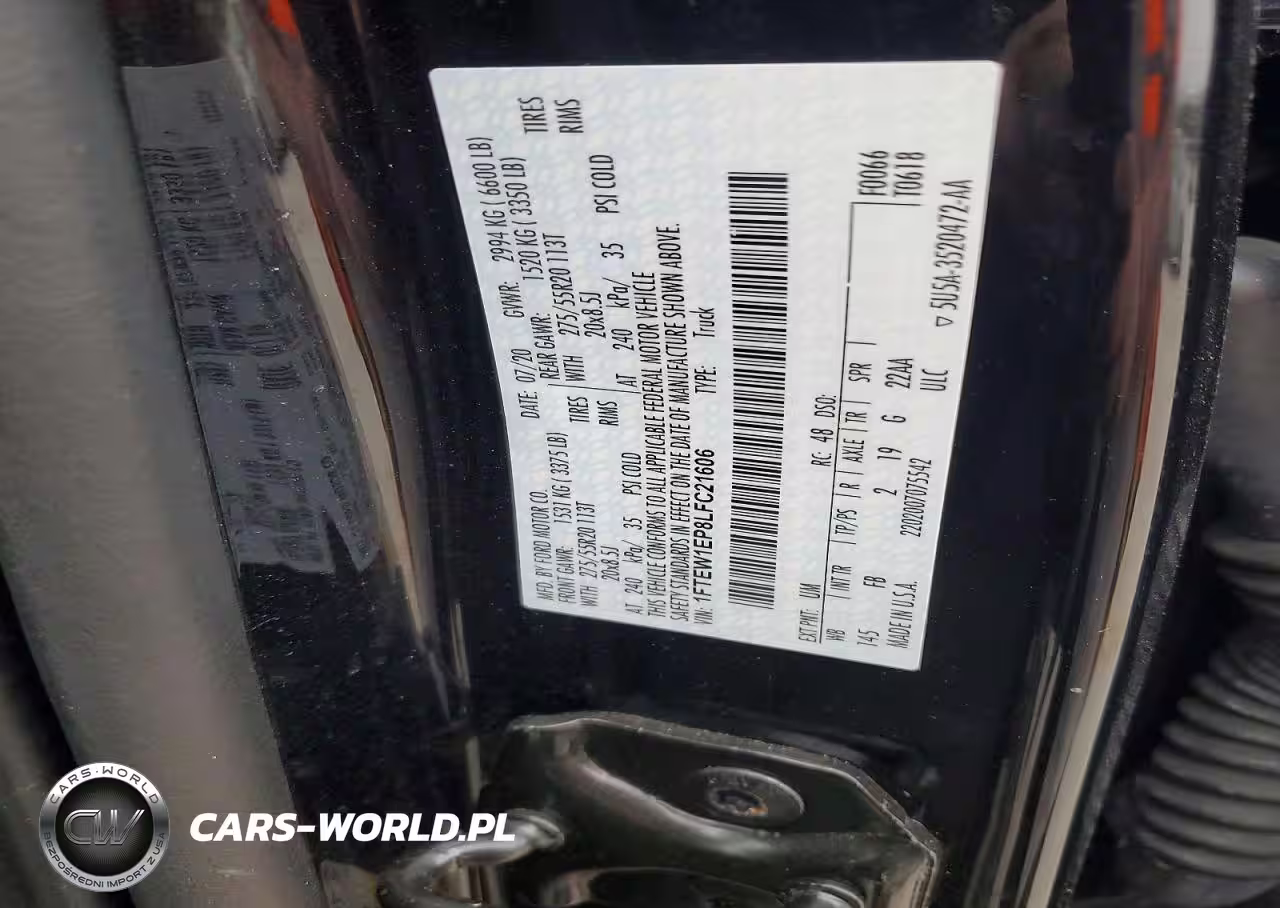 MFD. BY FORD MOTOR CO.
DATE: 07/20 GVWR: 2994 KG ( 6600 LB)
FRONT GAWR: 1531 KG ( 3375 LB) REAR GAWR: 1520 KG ( 3350 LB)
WITH 275/55R20 113T TIRES WITH 275/55R20 113T TIRES
20x8.5J RIMS 20x8.5J RIMS
AT 240 kPa/ 35 PSI COLD AT 240 kPa/ 35 PSI COLD
THIS VEHICLE CONFORMS TO ALL APPLICABLE FEDERAL MOTOR VEHICLE
SAFETY STANDARDS IN EFFECT ON THE DATE OF MANUFACTURE SHOWN ABOVE.
VIN: 1FTEW1EP8LFC21606 TYPE: Truck
F0066
T0618
EXT PNT: UM RC: 48 DSO:
WB | INT TR | TP/PS | R | AXLE | TR | SPR |
145 FB 2 19 G 22AA
MADE IN U.S.A. 22020007075542 ULC
▽ 5U5A-3520472-AA
CARS-WORLD
CW
BEZPOŚREDNI IMPORT Z USA
CARS-WORLD.PL